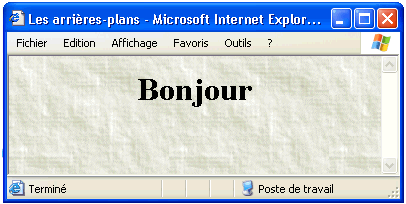 Les arrières-plans - Microsoft Internet Explor...
Fichier Edition Affichage Favoris Outils ?
Bonjour
Terminé Poste de travail